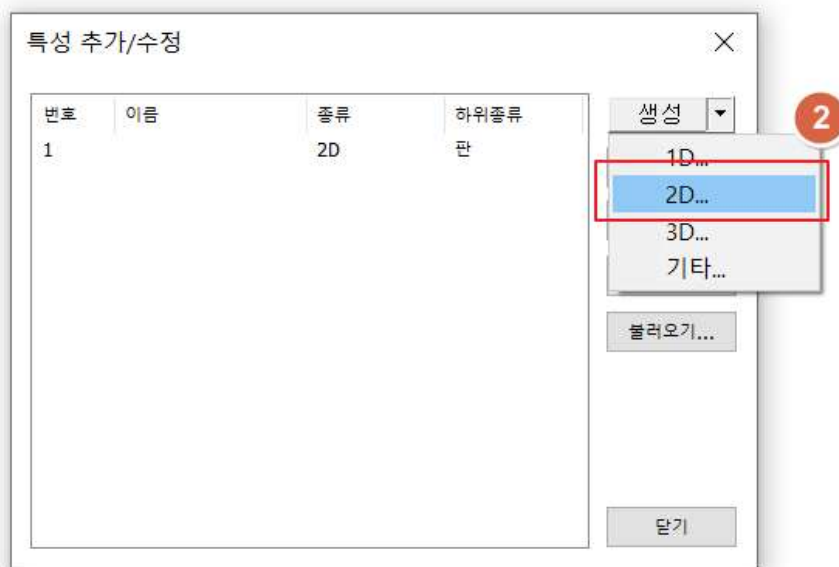 특성 추가/수정
번호 이름 종류 하위종류
1 2D 판
생성
2
1D...
2D...
3D...
기타...
불러오기...
닫기